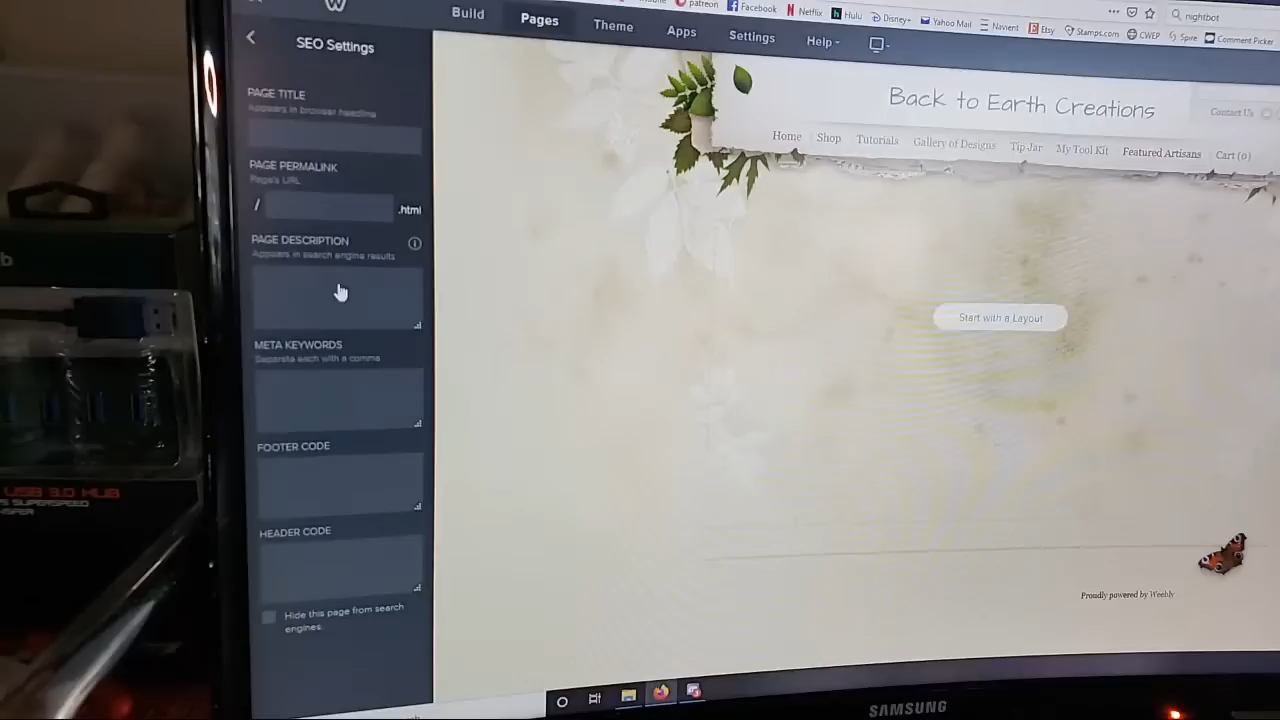 patreon Facebook Netflix Hulu Disney+ Yahoo Mail Navient Etsy Stamps.com CWEP Spire Comment Picker
nightbot
Build Pages Theme Apps Settings Help
SEO Settings
PAGE TITLE
Appears in browser headline
PAGE PERMALINK
Page's URL
/ .html
PAGE DESCRIPTION
Appears in search engine results
META KEYWORDS
Separate each with a comma
FOOTER CODE
HEADER CODE
Hide this page from search
engines.
Back to Earth Creations
Contact Us
Home Shop Tutorials Gallery of Designs Tip Jar My Tool Kit Featured Artisans Cart (0)
Start with a Layout
Proudly powered by Weebly
b
USB 3.0 HUB
SUPERSPEED
SAMSUNG